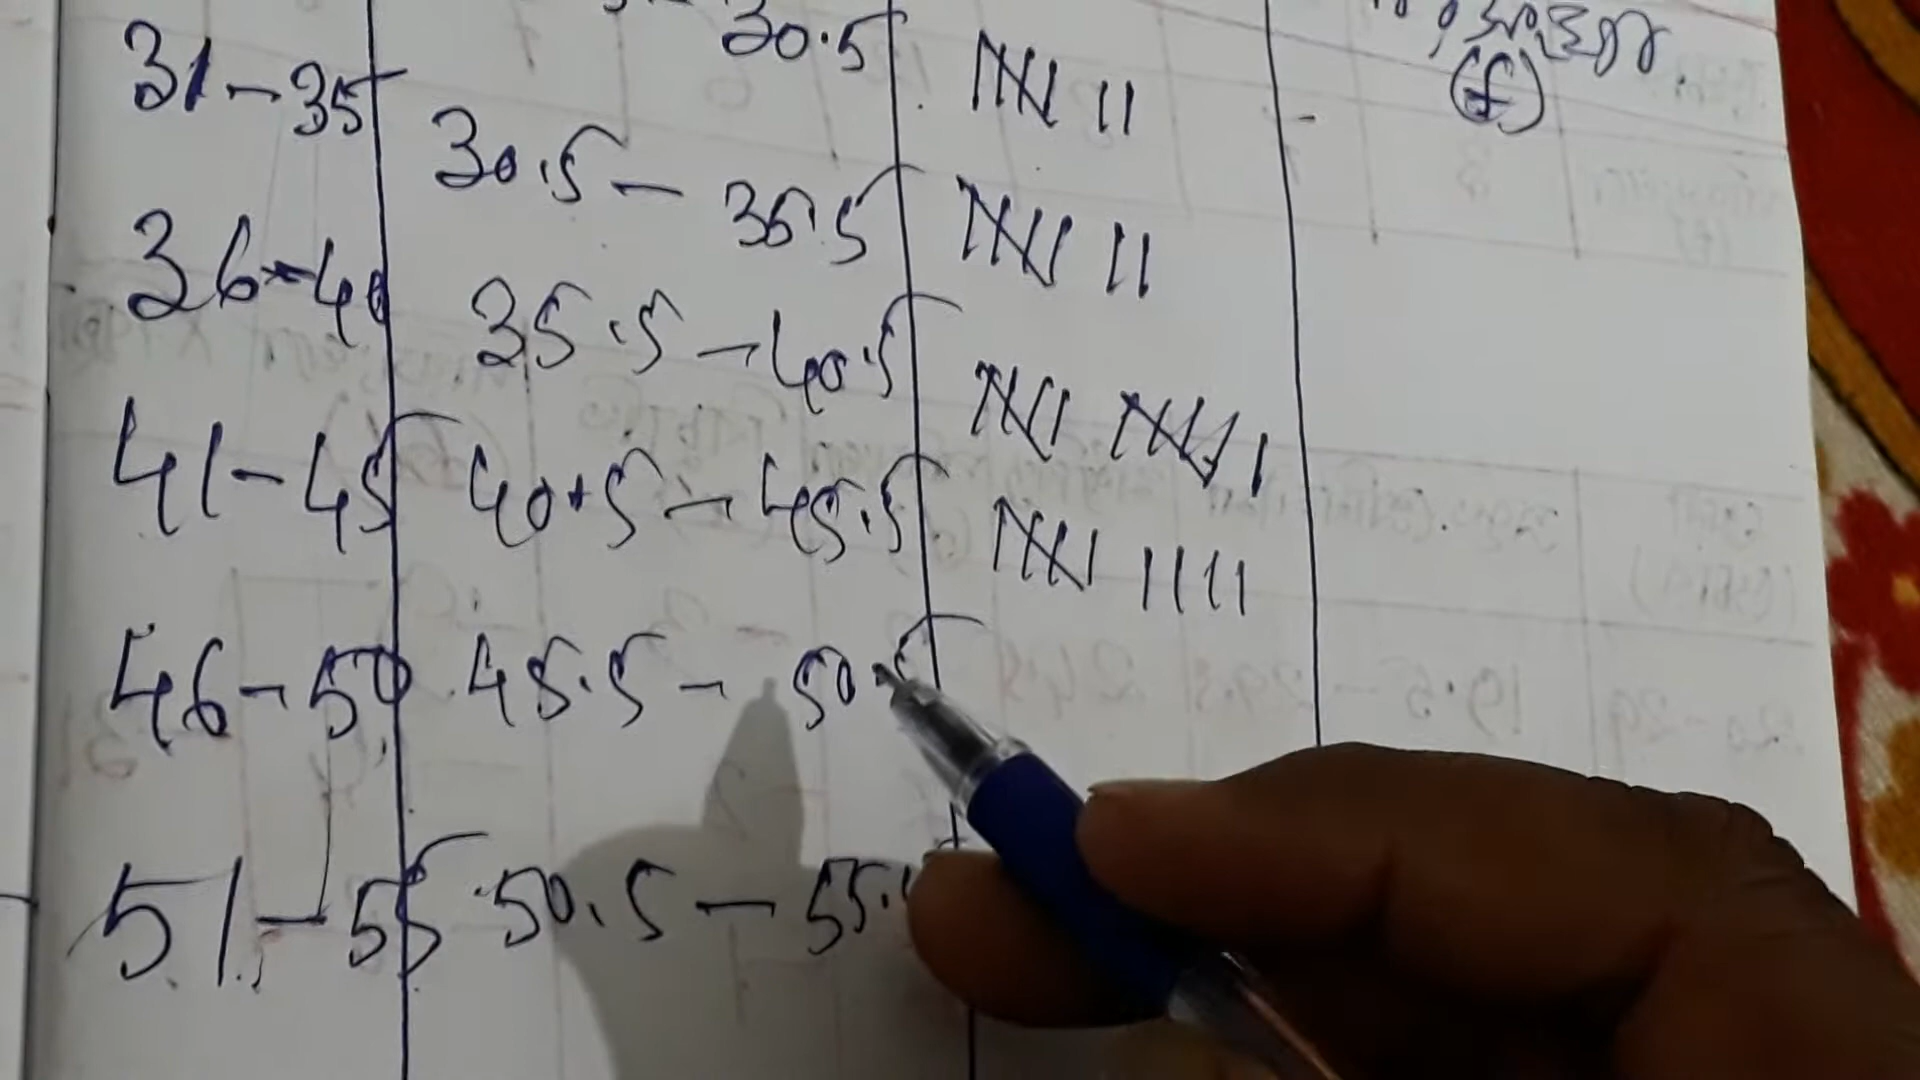 30.5
(f)
31-35 30.5 - 35.5
36-40 35.5 - 40.5
41-45 40.5 - 45.5
46-50 45.5 - 50.5
51-55 50.5 - 55.